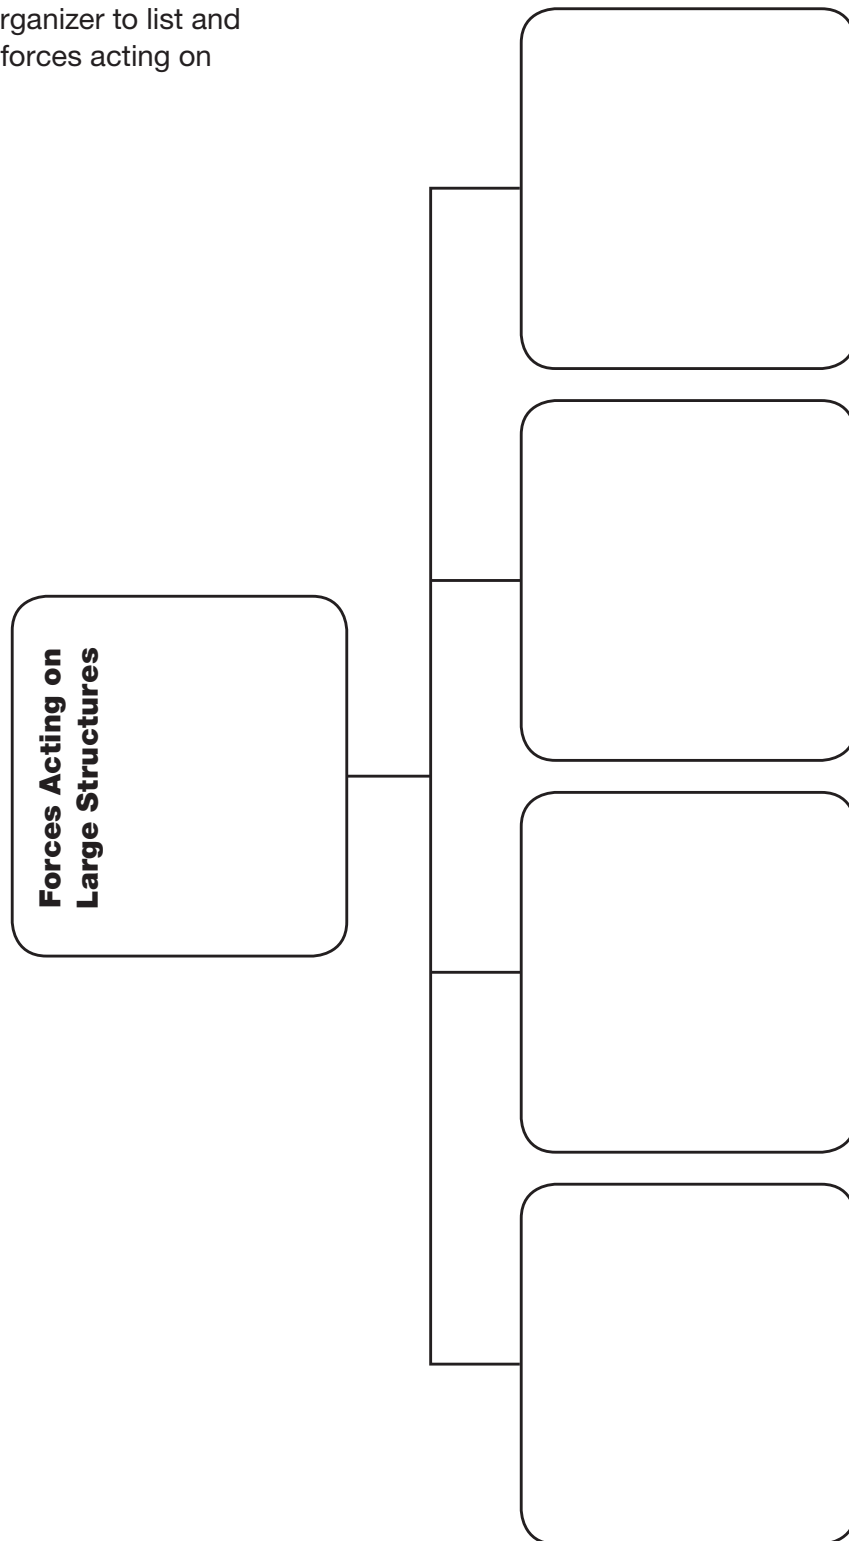 rganizer to list and
forces acting on
Forces Acting on
Large Structures